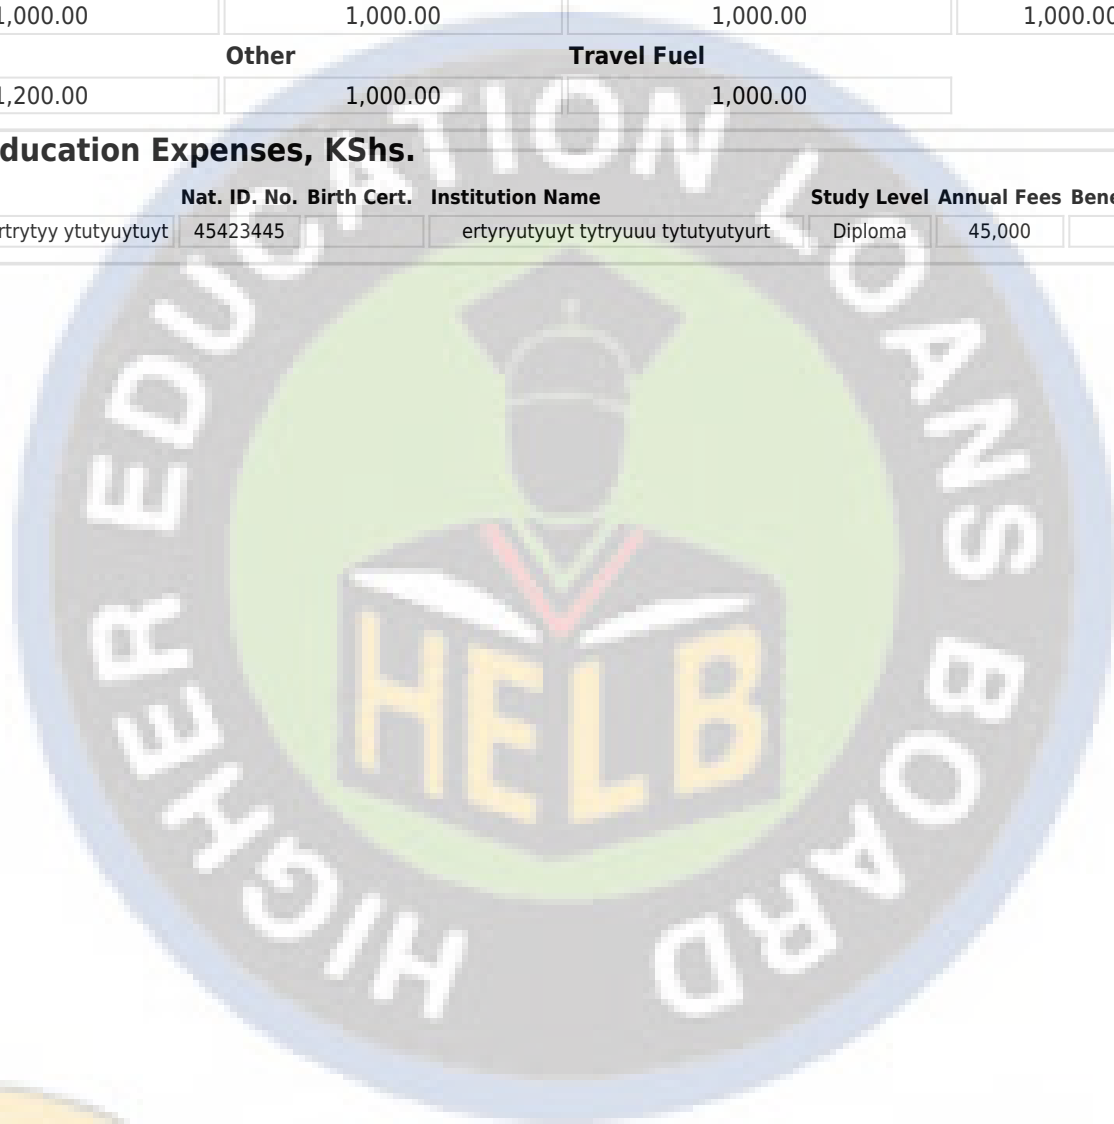 1,000.00 1,000.00 1,000.00 1,000.00
Other Travel Fuel
1,200.00 1,000.00 1,000.00
ducation Expenses, KShs.
Nat. ID. No. Birth Cert. Institution Name Study Level Annual Fees Bene
rtrytyy ytutyuytuyt 45423445 ertyryutyuyt tytryuuu tytutyutyurt Diploma 45,000
HIGHER EDUCATION LOANS BOARD
HELB